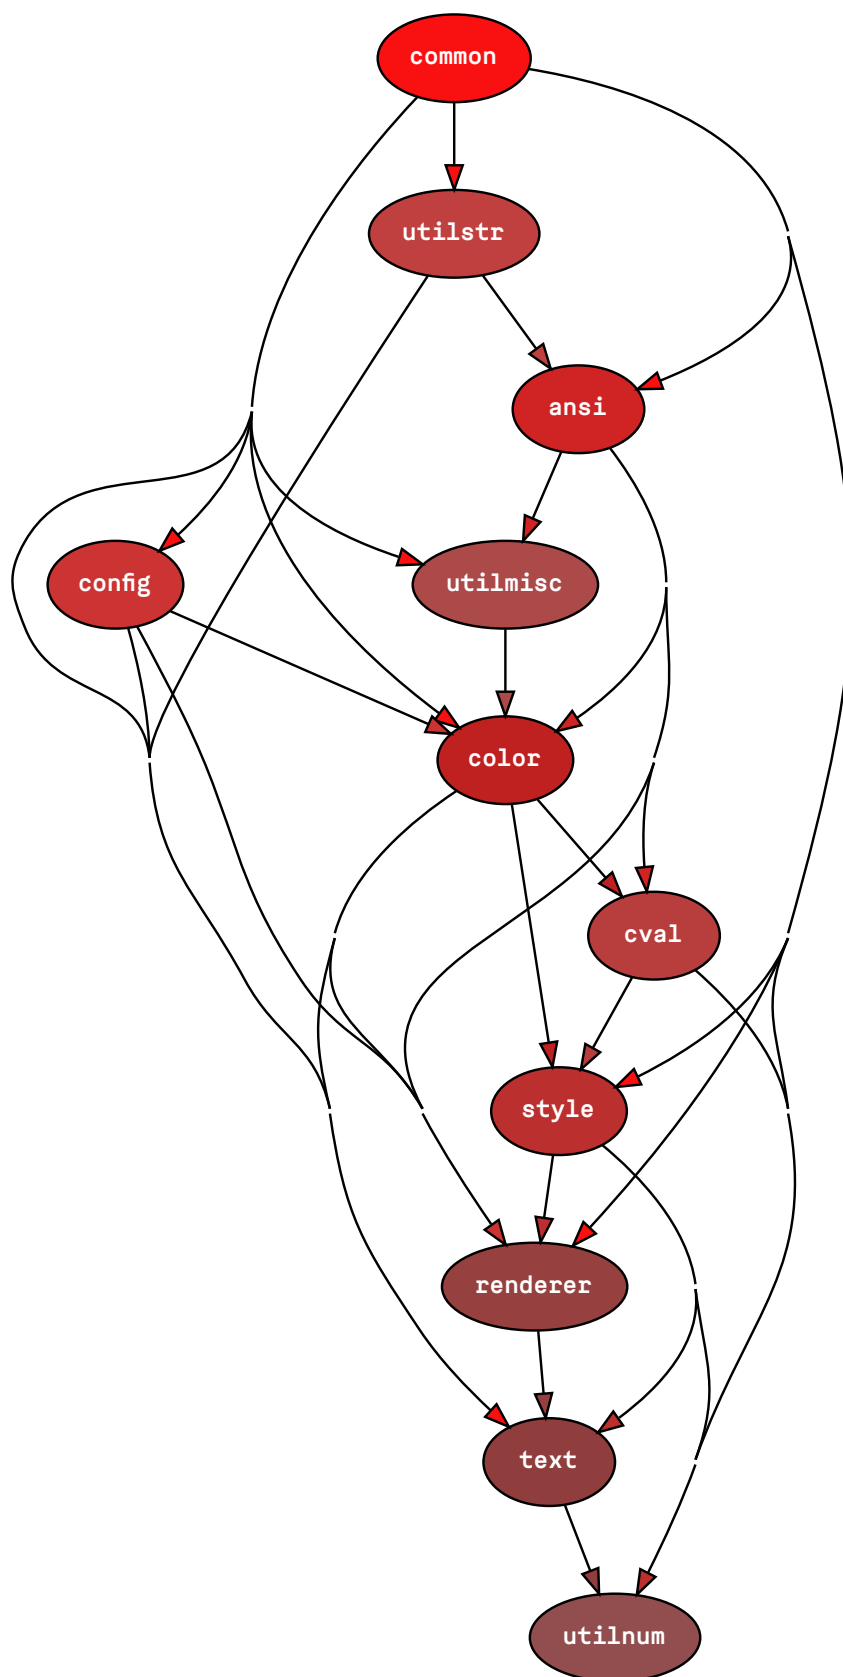 common
utilstr
ansi
config
utilmisc
color
cval
style
renderer
text
utilnum